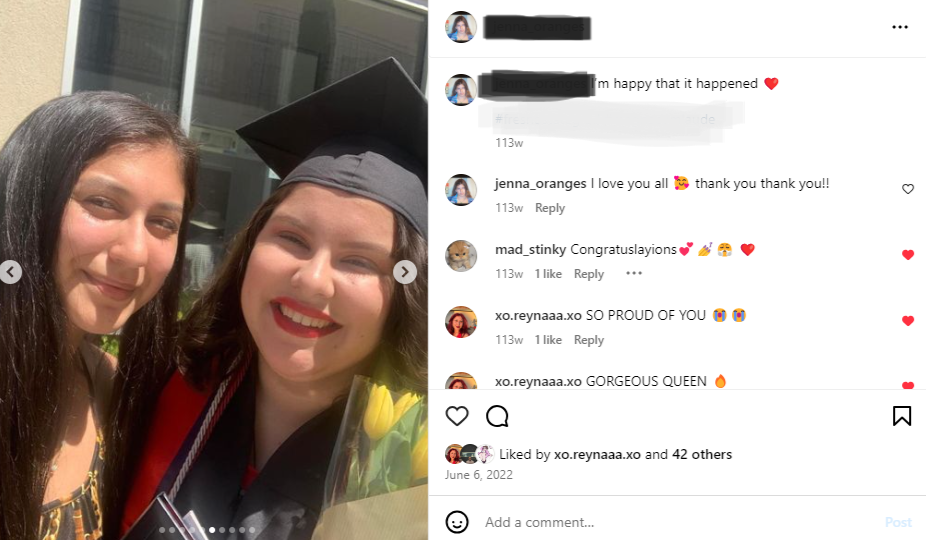 I'm happy that it happened ❤️
113w
jenna_oranges I love you all 🥰 thank you thank you!!
113w Reply
mad_stinky Congratuslayions💕 💅 😤 ❤️
113w 1 like Reply •••
xo.reynaaa.xo SO PROUD OF YOU 😭 😭
113w 1 like Reply
xo.reynaaa.xo GORGEOUS QUEEN 🔥
Liked by xo.reynaaa.xo and 42 others
June 6, 2022
Add a comment...
Post